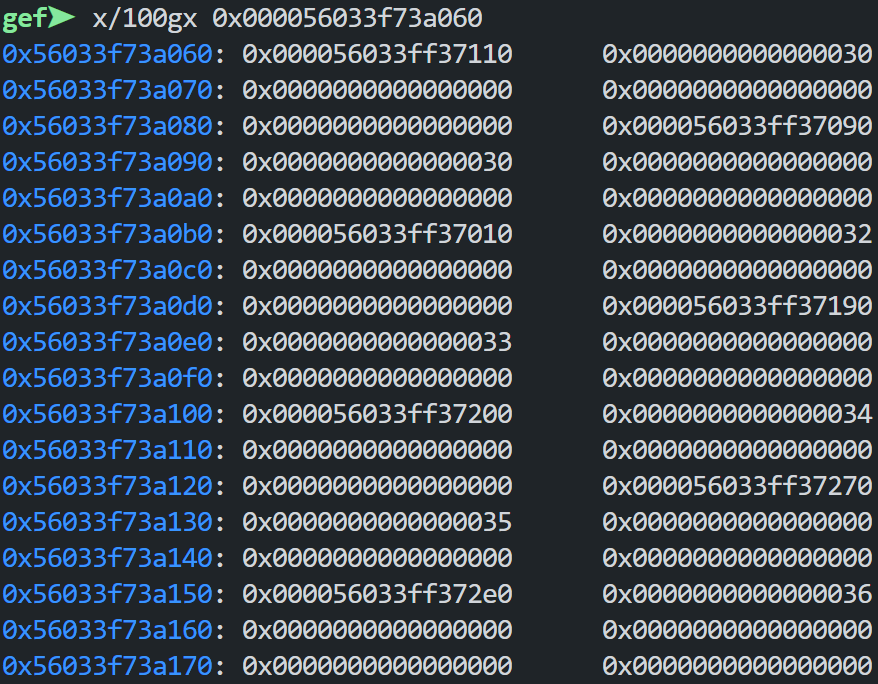 gef➤ x/100gx 0x000056033f73a060
0x56033f73a060: 0x000056033ff37110 0x0000000000000030
0x56033f73a070: 0x0000000000000000 0x0000000000000000
0x56033f73a080: 0x0000000000000000 0x000056033ff37090
0x56033f73a090: 0x0000000000000030 0x0000000000000000
0x56033f73a0a0: 0x0000000000000000 0x0000000000000000
0x56033f73a0b0: 0x000056033ff37010 0x0000000000000032
0x56033f73a0c0: 0x0000000000000000 0x0000000000000000
0x56033f73a0d0: 0x0000000000000000 0x000056033ff37190
0x56033f73a0e0: 0x0000000000000033 0x0000000000000000
0x56033f73a0f0: 0x0000000000000000 0x0000000000000000
0x56033f73a100: 0x000056033ff37200 0x0000000000000034
0x56033f73a110: 0x0000000000000000 0x0000000000000000
0x56033f73a120: 0x0000000000000000 0x000056033ff37270
0x56033f73a130: 0x0000000000000035 0x0000000000000000
0x56033f73a140: 0x0000000000000000 0x0000000000000000
0x56033f73a150: 0x000056033ff372e0 0x0000000000000036
0x56033f73a160: 0x0000000000000000 0x0000000000000000
0x56033f73a170: 0x0000000000000000 0x0000000000000000